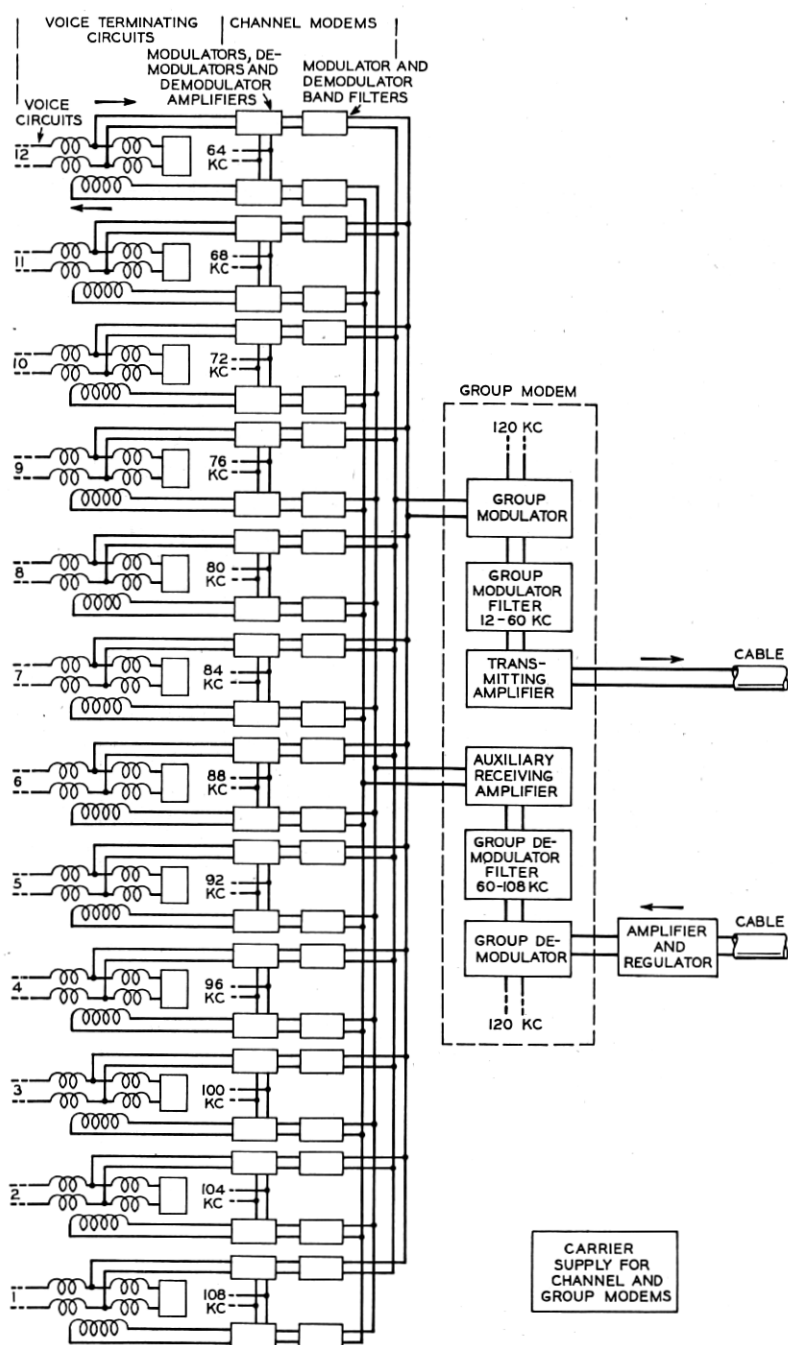 VOICE TERMINATING
CIRCUITS
CHANNEL MODEMS
MODULATORS, DE-
MODULATORS AND
DEMODULATOR
AMPLIFIERS
MODULATOR AND
DEMODULATOR
BAND FILTERS
VOICE
CIRCUITS
12
64
KC
11
68
KC
10
72
KC
9
76
KC
8
80
KC
7
84
KC
6
88
KC
5
92
KC
4
96
KC
3
100
KC
2
104
KC
1
108
KC
GROUP MODEM
120 KC
GROUP
MODULATOR
GROUP
MODULATOR
FILTER
12-60 KC
TRANS-
MITTING
AMPLIFIER
CABLE
AUXILIARY
RECEIVING
AMPLIFIER
GROUP DE-
MODULATOR
FILTER
60-108 KC
GROUP DE-
MODULATOR
120 KC
AMPLIFIER
AND
REGULATOR
CABLE
CARRIER
SUPPLY FOR
CHANNEL AND
GROUP MODEMS